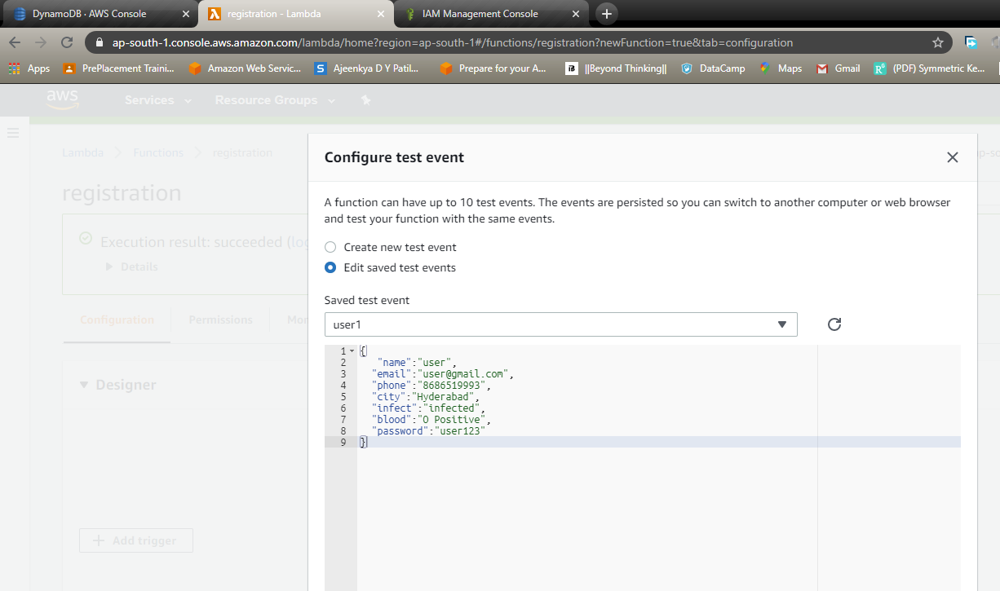 DynamoDB · AWS Console
registration - Lambda
IAM Management Console
ap-south-1.console.aws.amazon.com/lambda/home?region=ap-south-1#/functions/registration?newFunction=true&tab=configuration
Apps
PrePlacement Traini...
Amazon Web Servic...
Ajeenkya D Y Patil...
Prepare for your A...
||Beyond Thinking||
DataCamp
Maps
Gmail
(PDF) Symmetric Ke...
aws
Services
Resource Groups
Lambda
Functions
registration
registration
Execution result: succeeded (log
Details
Configuration
Permissions
Mon
Designer
Add trigger
Configure test event
A function can have up to 10 test events. The events are persisted so you can switch to another computer or web browser
and test your function with the same events.
Create new test event
Edit saved test events
Saved test event
user1
1 {
2 "name":"user",
3 "email":"user@gmail.com",
4 "phone":"8686519993",
5 "city":"Hyderabad",
6 "infect":"infected",
7 "blood":"O Positive",
8 "password":"user123"
9 }